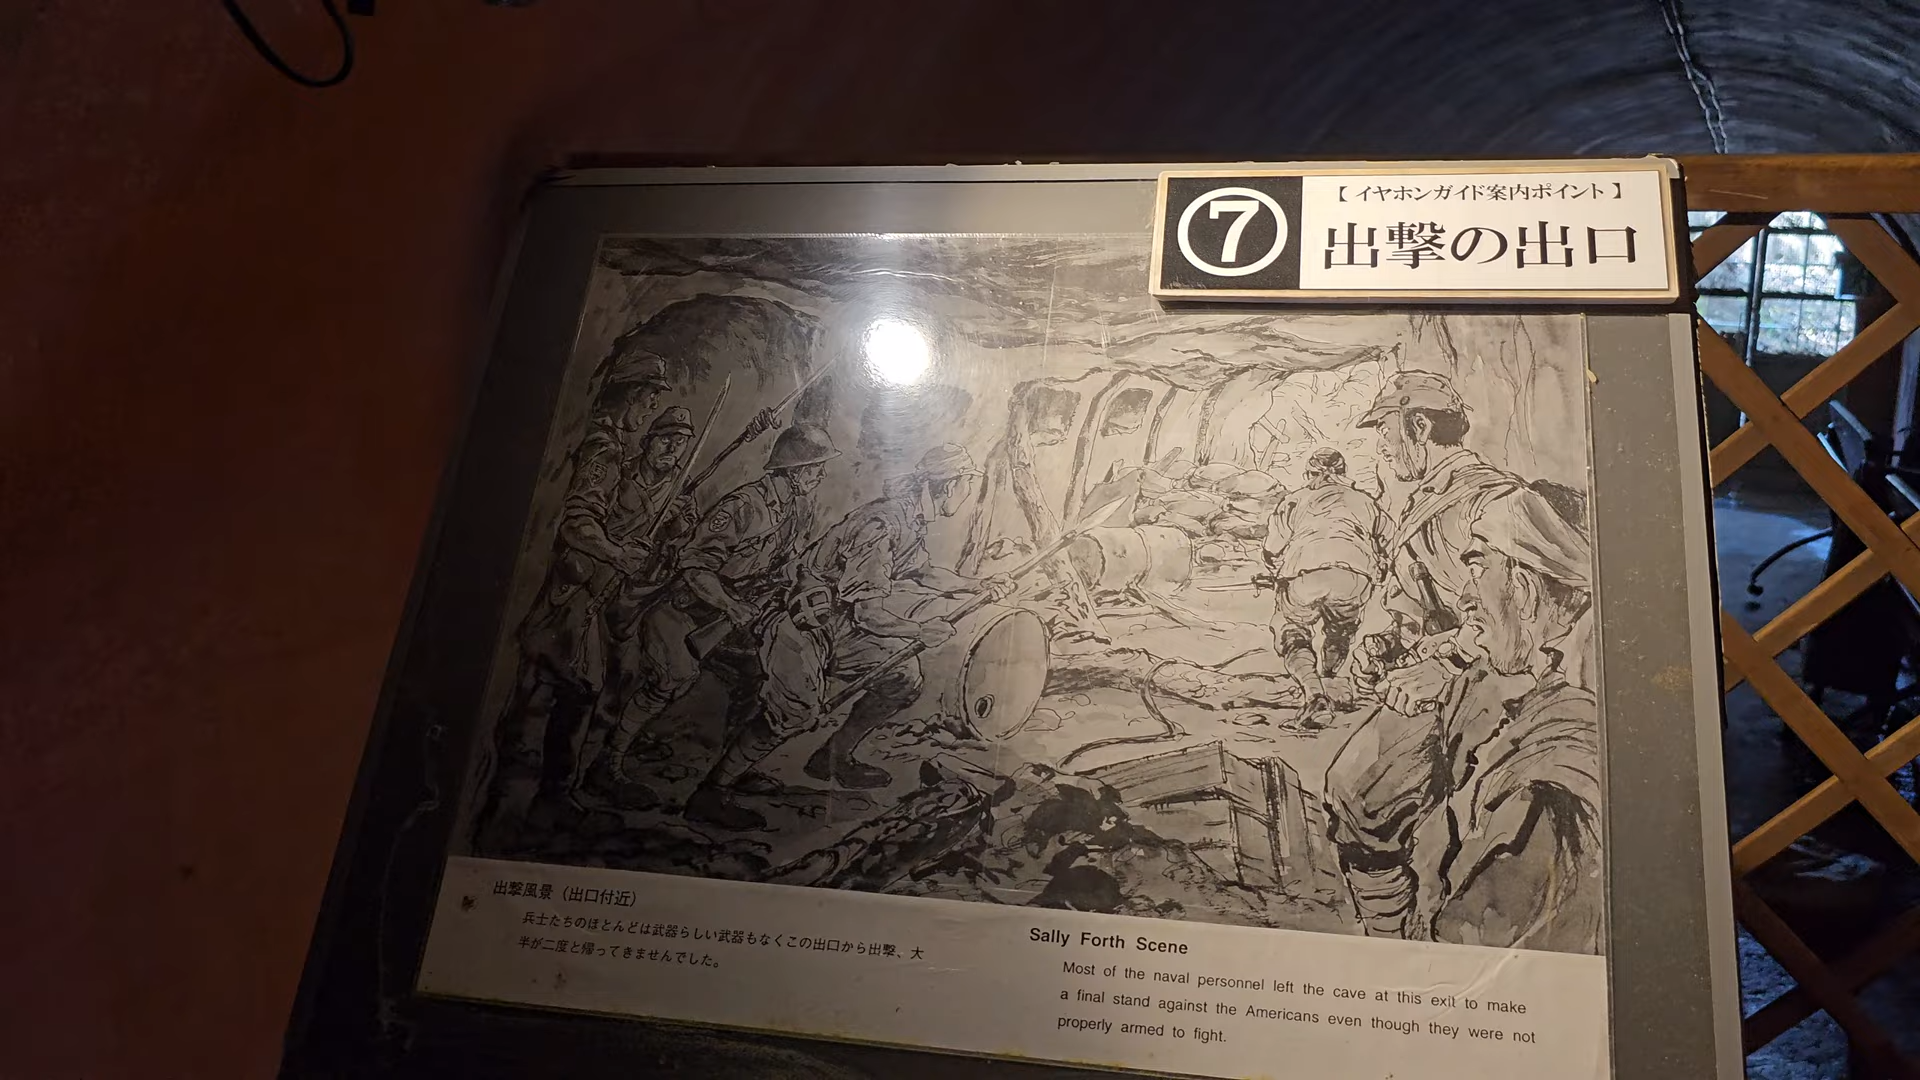 7
【イヤホンガイド案内ポイント】
出撃の出口
出撃風景（出口付近）
兵士たちのほとんどは武器らしい武器もなくこの出口から出撃、大
半が二度と帰ってきませんでした。
Sally Forth Scene
Most of the naval personnel left the cave at this exit to make
a final stand against the Americans even though they were not
properly armed to fight.